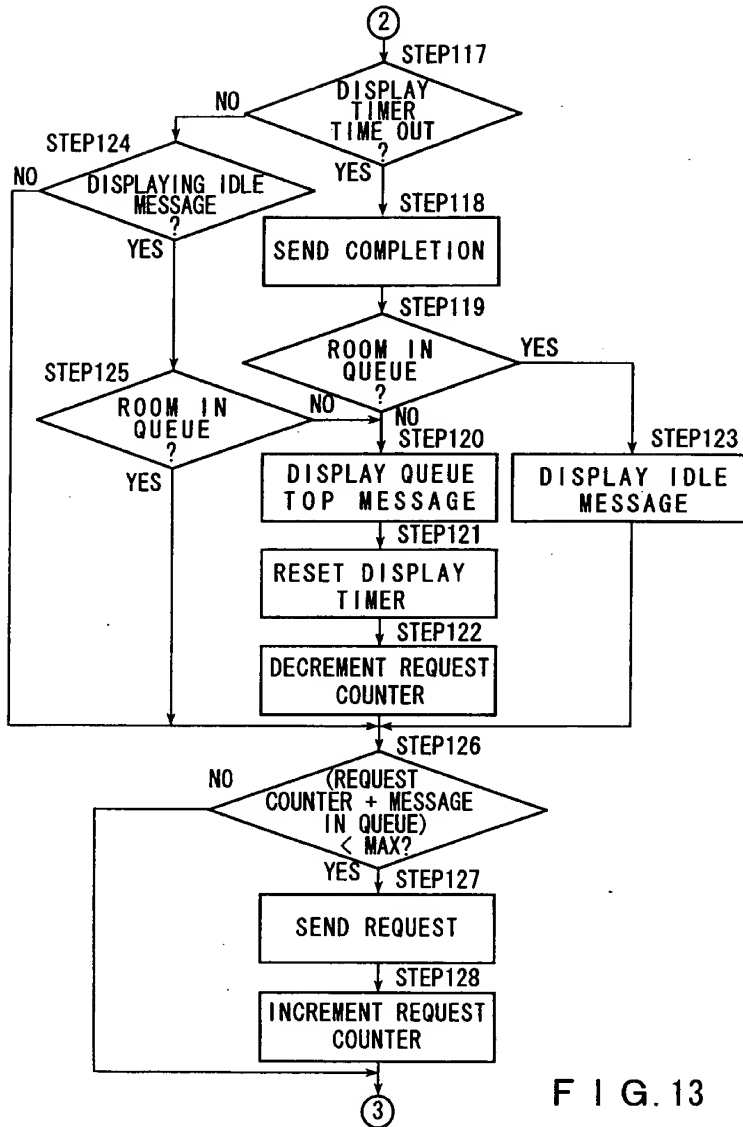 2
STEP117
DISPLAY
TIMER
TIME OUT
?
NO
YES
STEP124
DISPLAYING IDLE
MESSAGE
?
NO
YES
STEP118
SEND COMPLETION
STEP119
ROOM IN
QUEUE
?
YES
NO
STEP125
ROOM IN
QUEUE
?
NO
YES
STEP120
DISPLAY QUEUE
TOP MESSAGE
STEP123
DISPLAY IDLE
MESSAGE
STEP121
RESET DISPLAY
TIMER
STEP122
DECREMENT REQUEST
COUNTER
STEP126
(REQUEST
COUNTER + MESSAGE
IN QUEUE)
< MAX?
NO
YES
STEP127
SEND REQUEST
STEP128
INCREMENT REQUEST
COUNTER
3
FIG.13